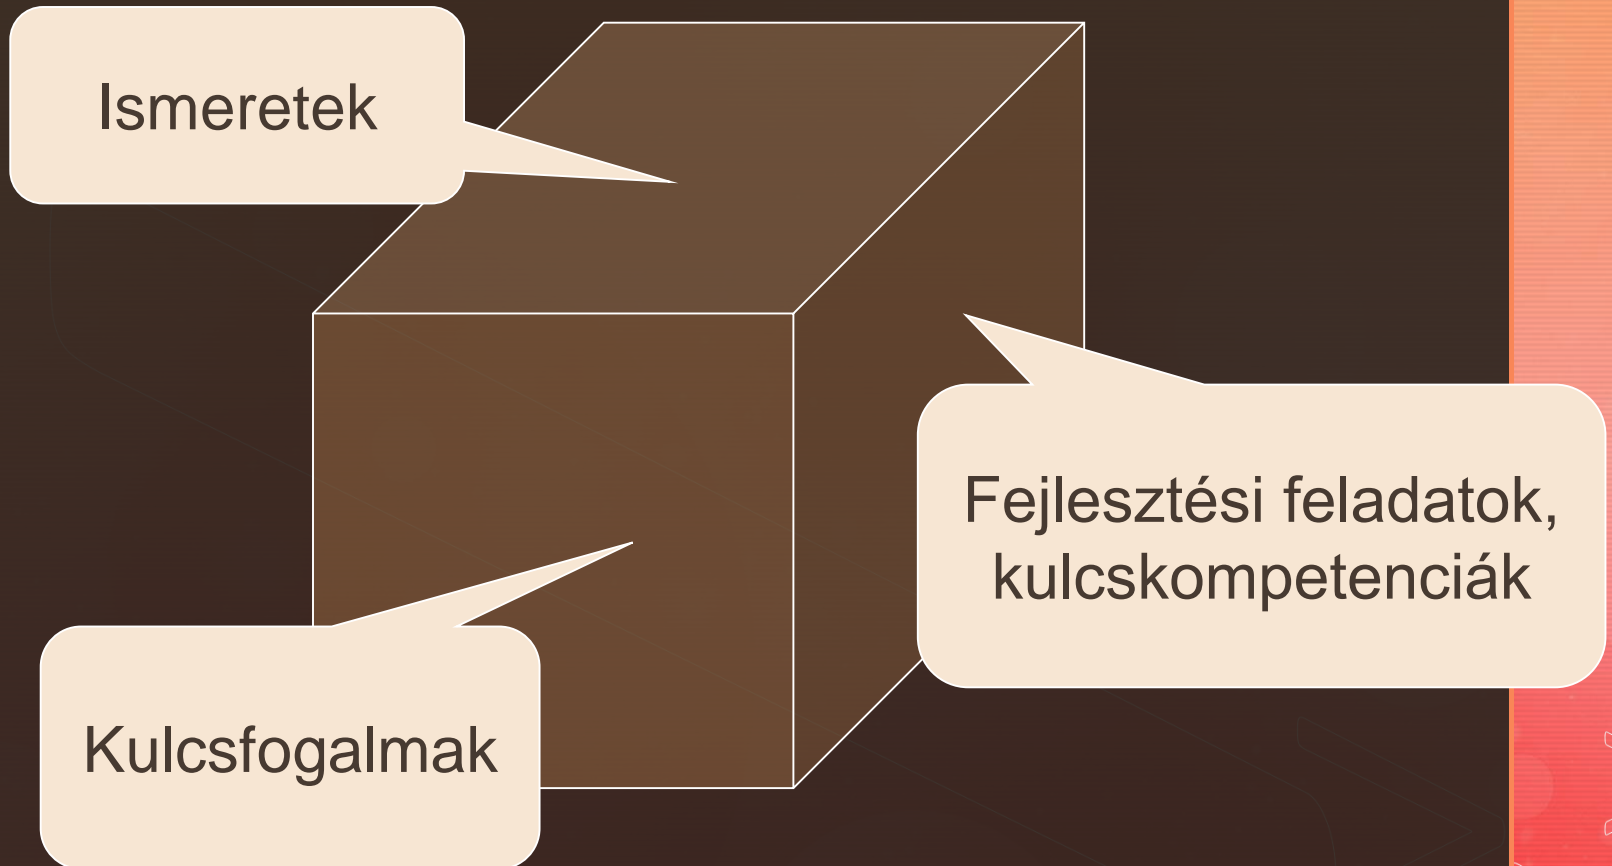 Ismeretek
Fejlesztési feladatok,
kulcskompetenciák
Kulcsfogalmak